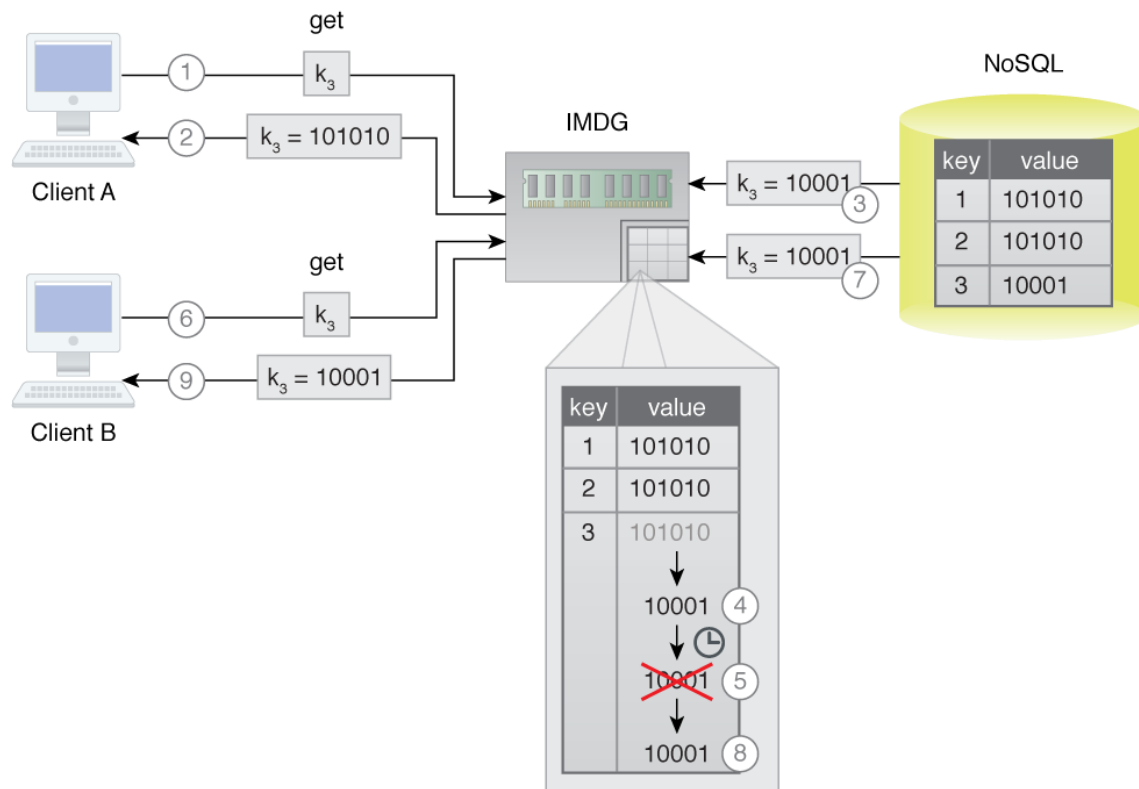 get
1
k3
2
k3 = 101010
Client A
get
6
k3
9
k3 = 10001
Client B
IMDG
k3 = 10001
3
k3 = 10001
7
NoSQL
key value
1 101010
2 101010
3 10001
key value
1 101010
2 101010
3 101010
10001 4
10001 5
10001 8